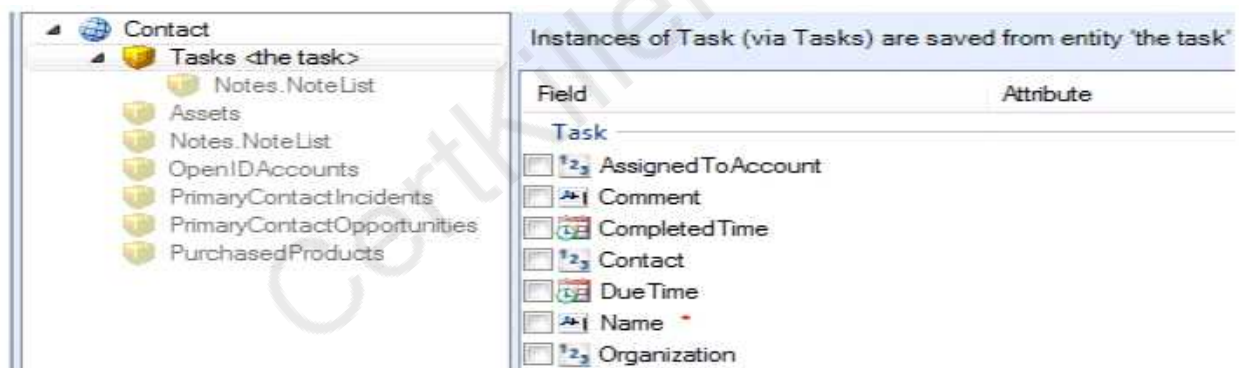 Contact
Tasks <the task>
Notes.NoteList
Assets
Notes.NoteList
OpenIDAccounts
PrimaryContactIncidents
PrimaryContactOpportunities
PurchasedProducts
Instances of Task (via Tasks) are saved from entity 'the task'
Field Attribute
Task
AssignedToAccount
Comment
CompletedTime
Contact
DueTime
Name *
Organization
CertKiller